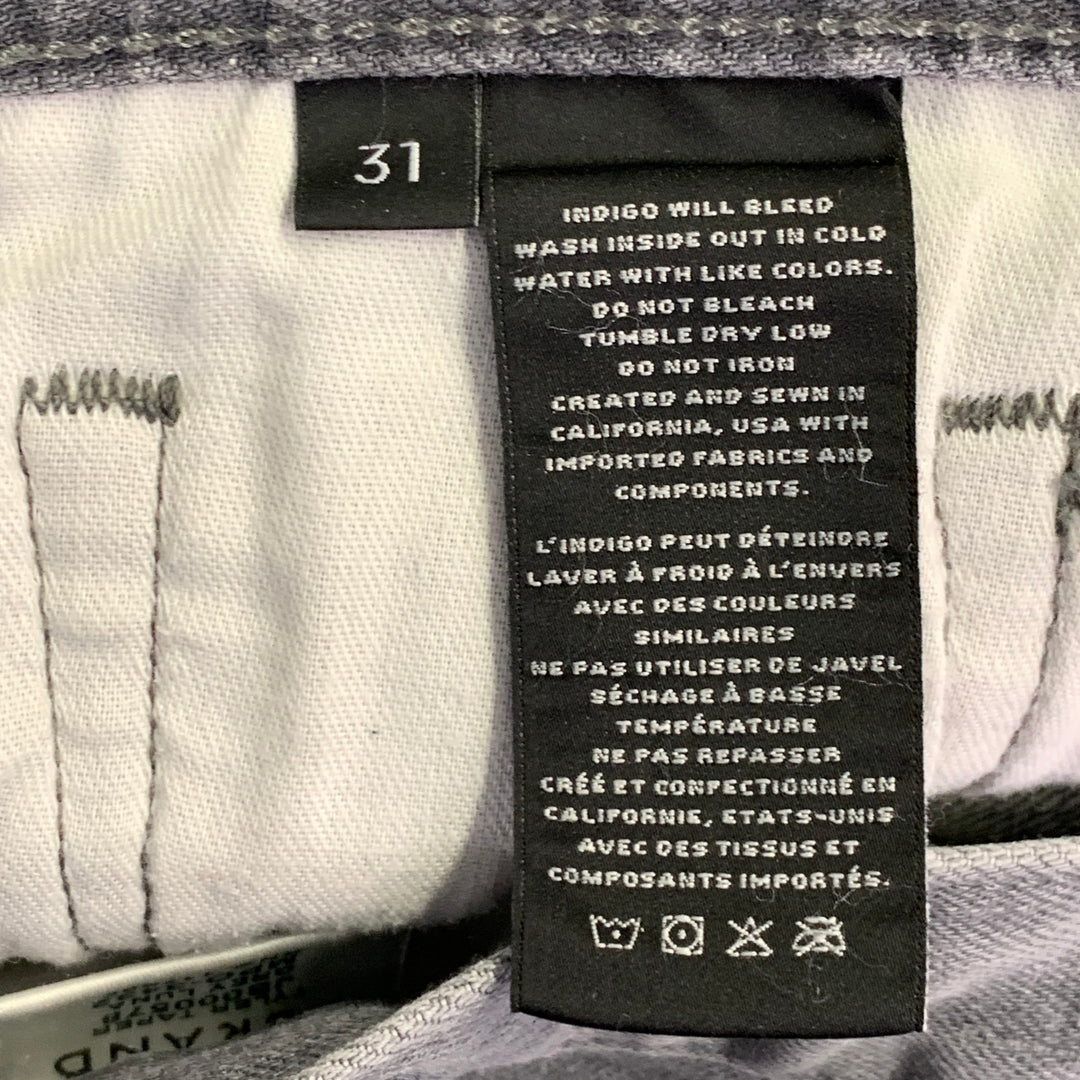 31
INDIGO WILL BLEED
WASH INSIDE OUT IN COLD
WATER WITH LIKE COLORS.
DO NOT BLEACH
TUMBLE DRY LOW
DO NOT IRON
CREATED AND SEWN IN
CALIFORNIA, USA WITH
IMPORTED FABRICS AND
COMPONENTS.
L'INDIGO PEUT DÉTEINDRE
LAVER À FROID À L'ENVERS
AVEC DES COULEURS
SIMILAIRES
NE PAS UTILISER DE JAVEL
SÉCHAGE À BASSE
TEMPÉRATURE
NE PAS REPASSER
CRÉÉ ET CONFECTIONNÉ EN
CALIFORNIE, ETATS-UNIS
AVEC DES TISSUS ET
COMPOSANTS IMPORTÉS.